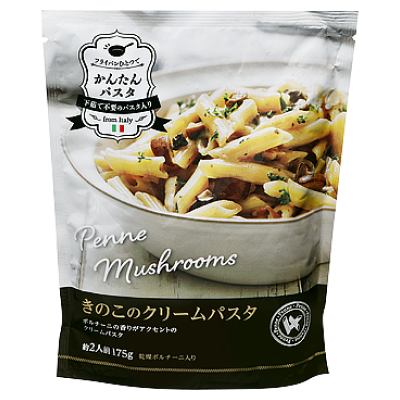 フライパンひとつで
かんたん
パスタ
下茹で不要のパスタ入り
from Italy
Penne
Mushrooms
きのこのクリームパスタ
ポルチーニの香りがアクセントの
クリームパスタ
約2人前 175g 乾燥ポルチーニ入り